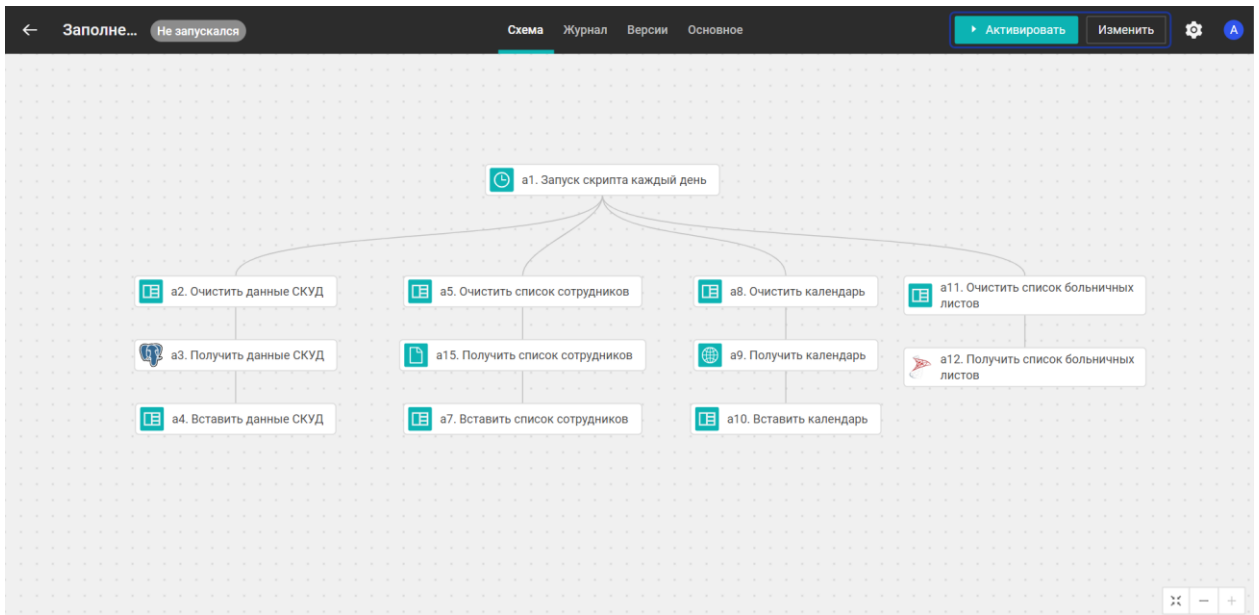 Заполне...
Не запускался
Схема
Журнал
Версии
Основное
Активировать
Изменить
A
a1. Запуск скрипта каждый день
a2. Очистить данные СКУД
a5. Очистить список сотрудников
a8. Очистить календарь
a11. Очистить список больничных
листов
a3. Получить данные СКУД
a15. Получить список сотрудников
a9. Получить календарь
a12. Получить список больничных
листов
a4. Вставить данные СКУД
a7. Вставить список сотрудников
a10. Вставить календарь